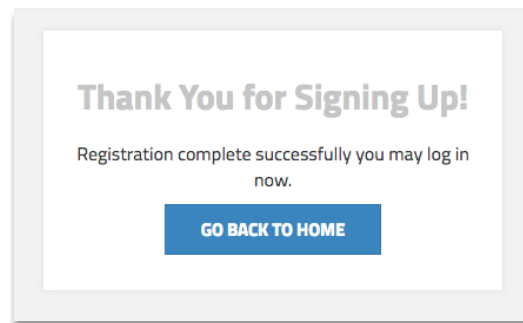 Thank You for Signing Up!
Registration complete successfully you may log in
now.
GO BACK TO HOME